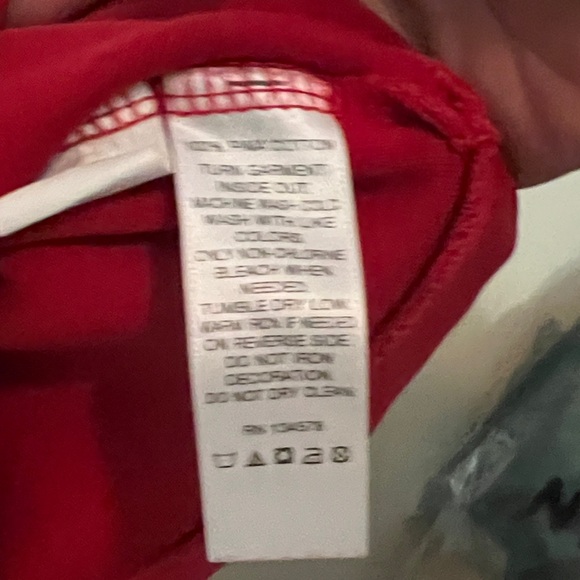 100% PIMA COTTON
TURN GARMENT
INSIDE OUT.
MACHINE WASH COLD.
WASH WITH LIKE
COLORS.
ONLY NON-CHLORINE
BLEACH WHEN
NEEDED.
TUMBLE DRY LOW.
WARM IRON IF NEEDED
ON REVERSE SIDE.
DO NOT IRON
DECORATION.
DO NOT DRY CLEAN.
RN